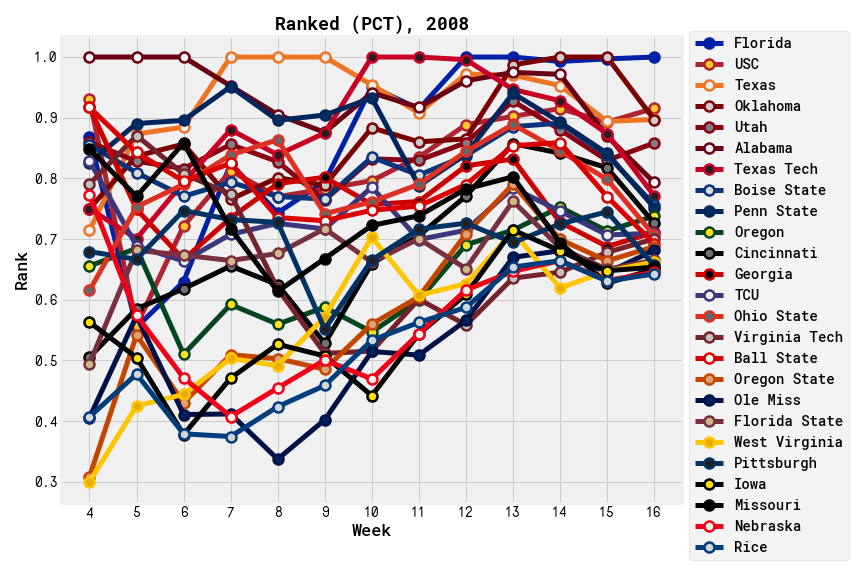 Ranked (PCT), 2008
1.0
0.9
0.8
0.7
0.6
0.5
0.4
0.3
Rank
4 5 6 7 8 9 10 11 12 13 14 15 16
Week
Florida
USC
Texas
Oklahoma
Utah
Alabama
Texas Tech
Boise State
Penn State
Oregon
Cincinnati
Georgia
TCU
Ohio State
Virginia Tech
Ball State
Oregon State
Ole Miss
Florida State
West Virginia
Pittsburgh
Iowa
Missouri
Nebraska
Rice